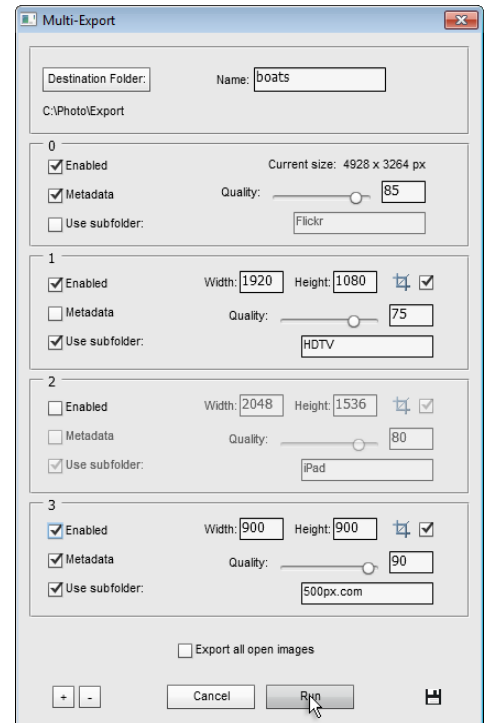 Multi-Export
Destination Folder: Name: boats
C:\Photo\Export
0
Enabled Current size: 4928 x 3264 px
Metadata Quality: 85
Use subfolder: Flickr
1
Enabled Width: 1920 Height: 1080
Metadata Quality: 75
Use subfolder: HDTV
2
Enabled Width: 2048 Height: 1536
Metadata Quality: 80
Use subfolder: iPad
3
Enabled Width: 900 Height: 900
Metadata Quality: 90
Use subfolder: 500px.com
Export all open images
+ - Cancel Run